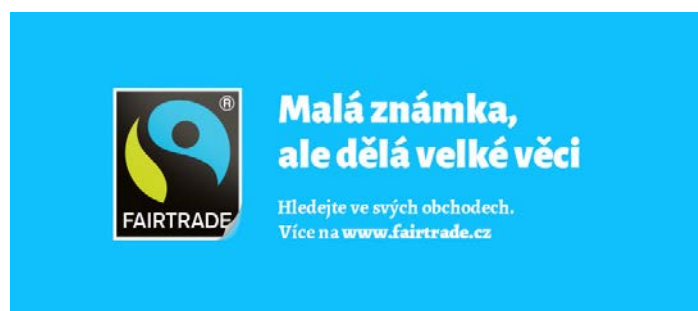 ®
FAIRTRADE
Malá známka,
ale dělá velké věci
Hledejte ve svých obchodech.
Více na www.fairtrade.cz